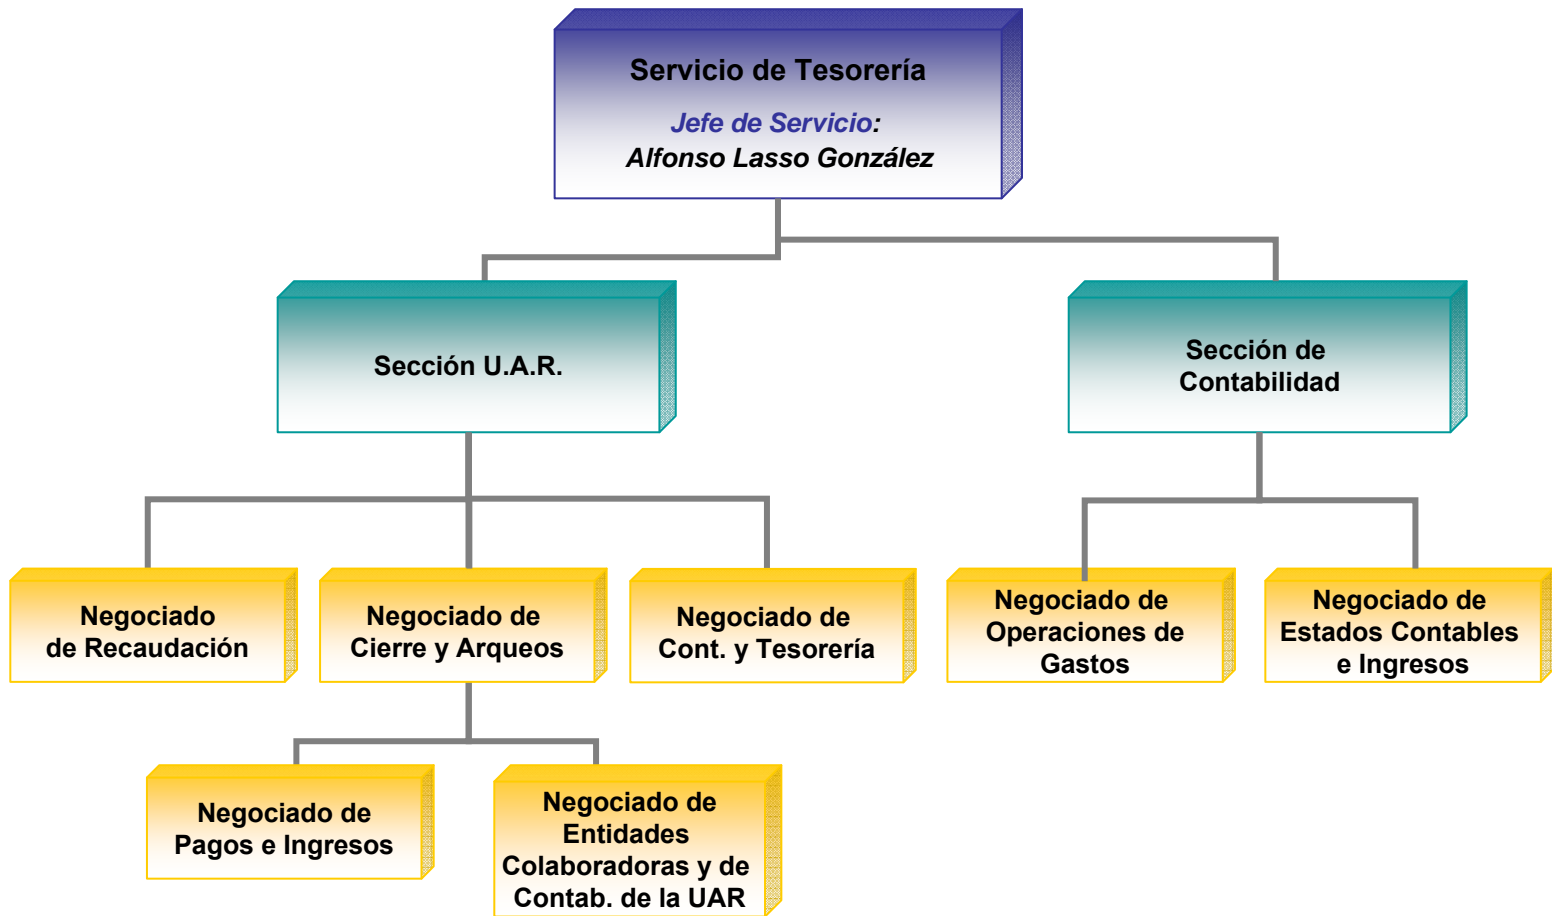 Servicio de Tesorería
Jefe de Servicio:
Alfonso Lasso González
Sección U.A.R.
Sección de
Contabilidad
Negociado
de Recaudación
Negociado de
Cierre y Arqueos
Negociado de
Cont. y Tesorería
Negociado de
Operaciones de
Gastos
Negociado de
Estados Contables
e Ingresos
Negociado de
Pagos e Ingresos
Negociado de
Entidades
Colaboradoras y de
Contab. de la UAR